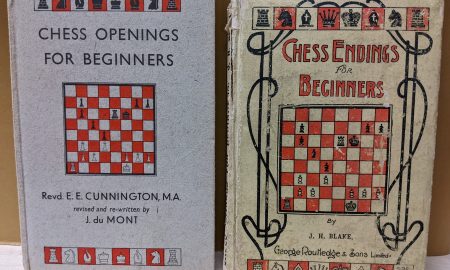 CHESS OPENINGS
FOR BEGINNERS
Revd. E. E. CUNNINGTON, M.A.
revised and re-written by
J. du MONT
CHESS ENDINGS
FOR
BEGINNERS
BY
J. H. BLAKE,
George Routledge & Sons Limited